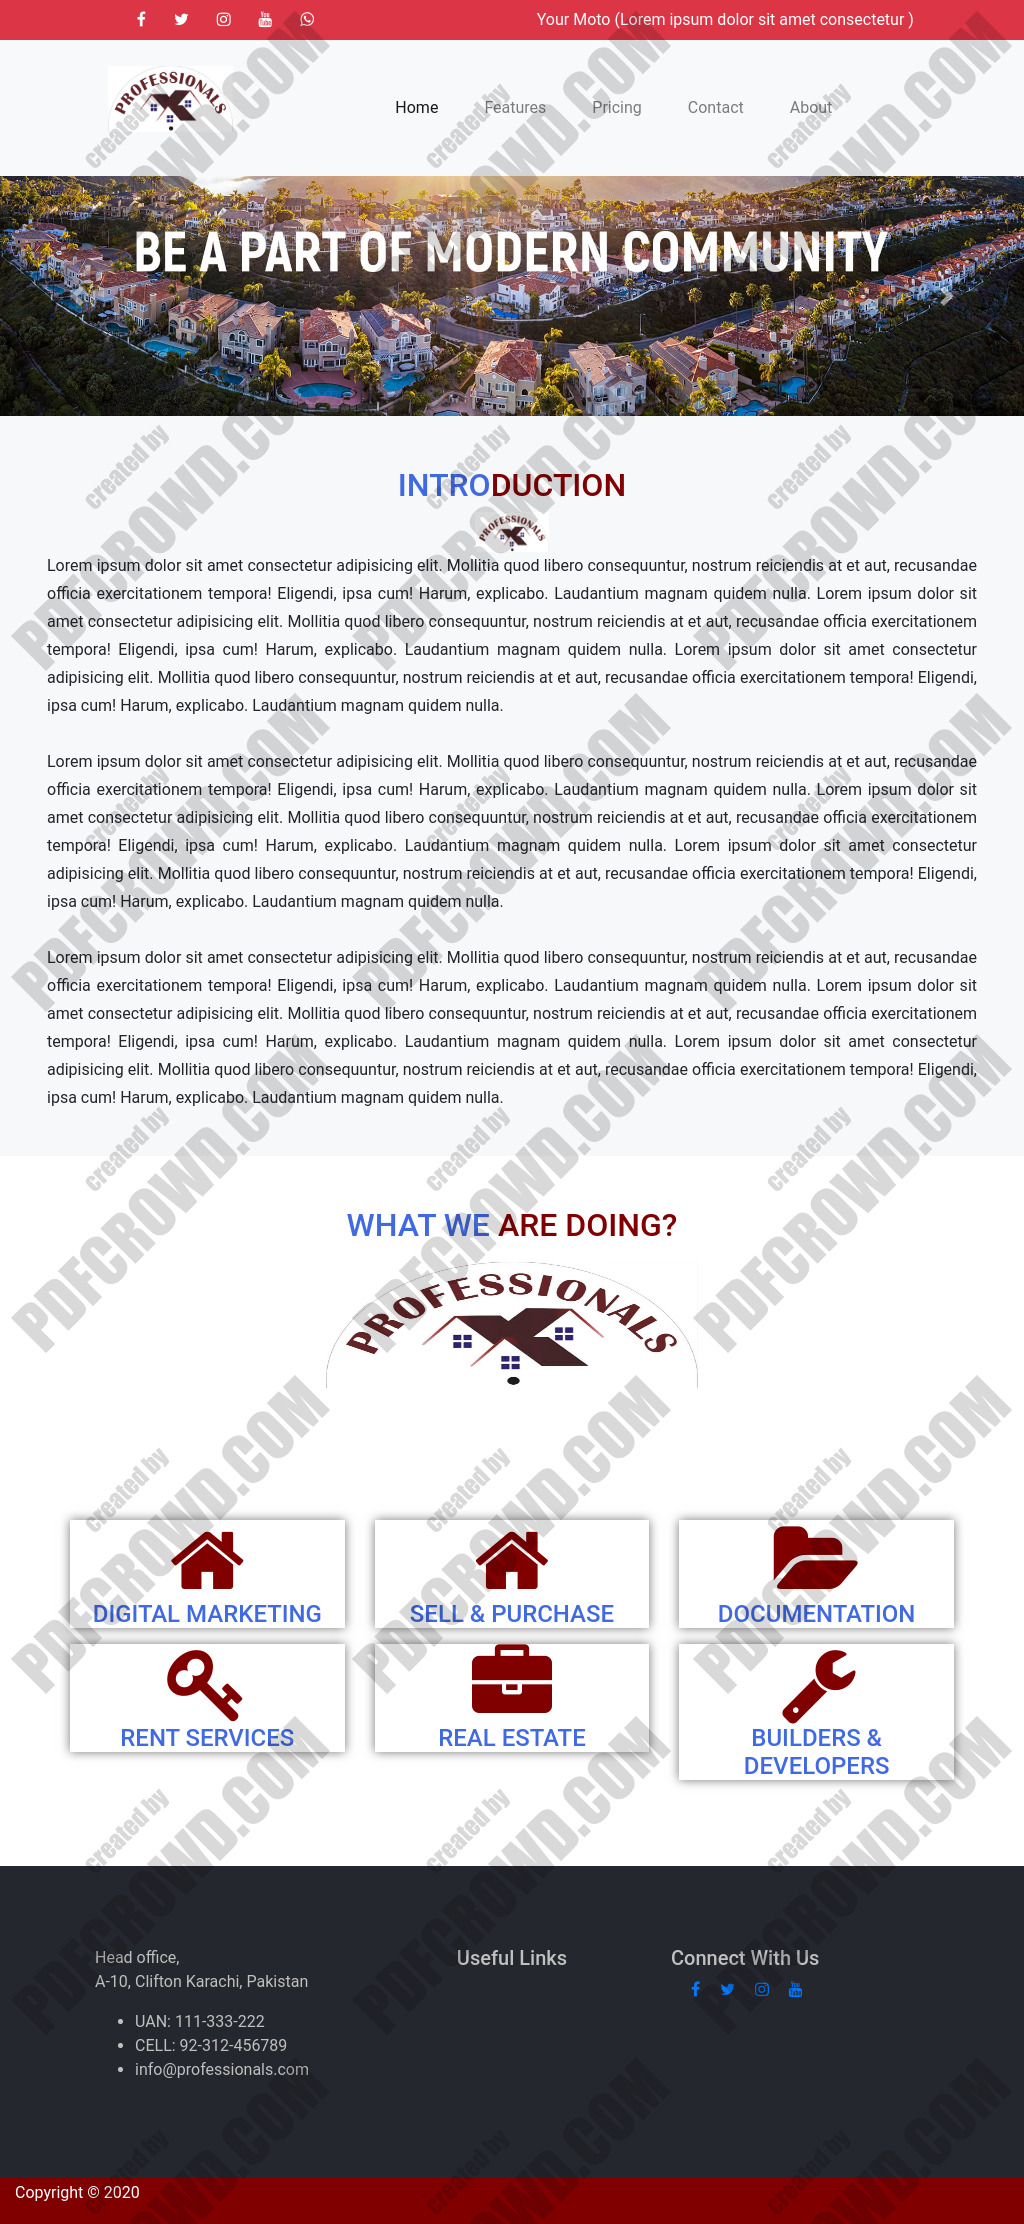 Your Moto (Lorem ipsum dolor sit amet consectetur )
PROFESSIONALS
Home Features Pricing Contact About
BE A PART OF MODERN COMMUNITY
INTRODUCTION
PROFESSIONALS
Lorem ipsum dolor sit amet consectetur adipisicing elit. Mollitia quod libero consequuntur, nostrum reiciendis at et aut, recusandae
officia exercitationem tempora! Eligendi, ipsa cum! Harum, explicabo. Laudantium magnam quidem nulla. Lorem ipsum dolor sit
amet consectetur adipisicing elit. Mollitia quod libero consequuntur, nostrum reiciendis at et aut, recusandae officia exercitationem
tempora! Eligendi, ipsa cum! Harum, explicabo. Laudantium magnam quidem nulla. Lorem ipsum dolor sit amet consectetur
adipisicing elit. Mollitia quod libero consequuntur, nostrum reiciendis at et aut, recusandae officia exercitationem tempora! Eligendi,
ipsa cum! Harum, explicabo. Laudantium magnam quidem nulla.
Lorem ipsum dolor sit amet consectetur adipisicing elit. Mollitia quod libero consequuntur, nostrum reiciendis at et aut, recusandae
officia exercitationem tempora! Eligendi, ipsa cum! Harum, explicabo. Laudantium magnam quidem nulla. Lorem ipsum dolor sit
amet consectetur adipisicing elit. Mollitia quod libero consequuntur, nostrum reiciendis at et aut, recusandae officia exercitationem
tempora! Eligendi, ipsa cum! Harum, explicabo. Laudantium magnam quidem nulla. Lorem ipsum dolor sit amet consectetur
adipisicing elit. Mollitia quod libero consequuntur, nostrum reiciendis at et aut, recusandae officia exercitationem tempora! Eligendi,
ipsa cum! Harum, explicabo. Laudantium magnam quidem nulla.
Lorem ipsum dolor sit amet consectetur adipisicing elit. Mollitia quod libero consequuntur, nostrum reiciendis at et aut, recusandae
officia exercitationem tempora! Eligendi, ipsa cum! Harum, explicabo. Laudantium magnam quidem nulla. Lorem ipsum dolor sit
amet consectetur adipisicing elit. Mollitia quod libero consequuntur, nostrum reiciendis at et aut, recusandae officia exercitationem
tempora! Eligendi, ipsa cum! Harum, explicabo. Laudantium magnam quidem nulla. Lorem ipsum dolor sit amet consectetur
adipisicing elit. Mollitia quod libero consequuntur, nostrum reiciendis at et aut, recusandae officia exercitationem tempora! Eligendi,
ipsa cum! Harum, explicabo. Laudantium magnam quidem nulla.
WHAT WE ARE DOING?
PROFESSIONALS
DIGITAL MARKETING
SELL & PURCHASE
DOCUMENTATION
RENT SERVICES
REAL ESTATE
BUILDERS &
DEVELOPERS
Head office,
A-10, Clifton Karachi, Pakistan
UAN: 111-333-222
CELL: 92-312-456789
info@professionals.com
Useful Links
Connect With Us
Copyright © 2020
created by
PDFCROWD.COM